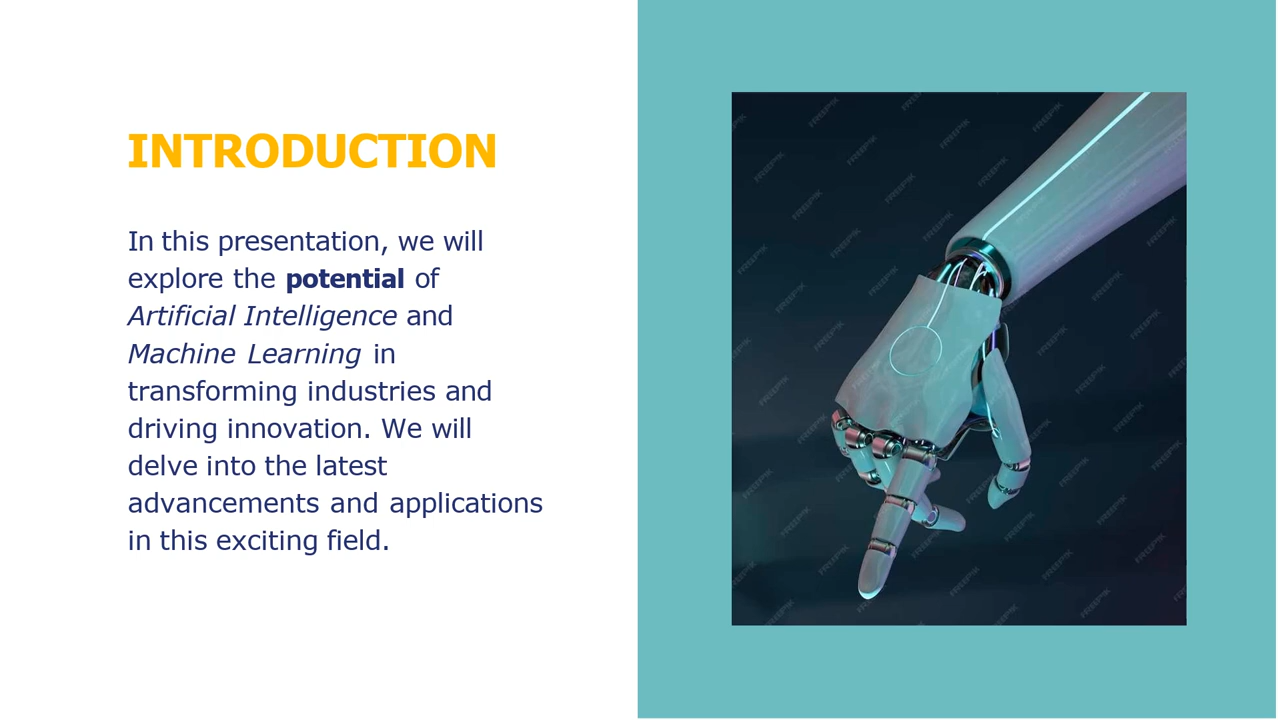 INTRODUCTION
In this presentation, we will
explore the potential of
Artificial Intelligence and
Machine Learning in
transforming industries and
driving innovation. We will
delve into the latest
advancements and applications
in this exciting field.
FREEPIK